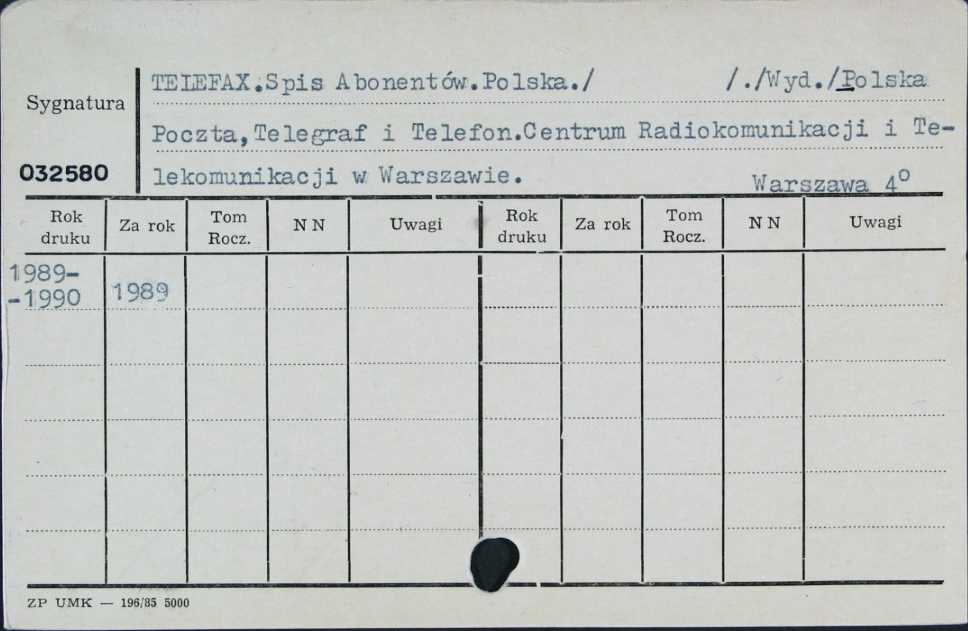 TELEFAX.Spis Abonentów.Polska./ /./Wyd./Polska
Sygnatura
Poczta,Telegraf i Telefon.Centrum Radiokomunikacji i Te-
032580
lekomunikacji w Warszawie.
Warszawa 4°
Rok druku Za rok Tom Rocz. N N Uwagi Rok druku Za rok Tom Rocz. N N Uwagi
1989-
-1990 1989
ZP UMK — 196/85 5000